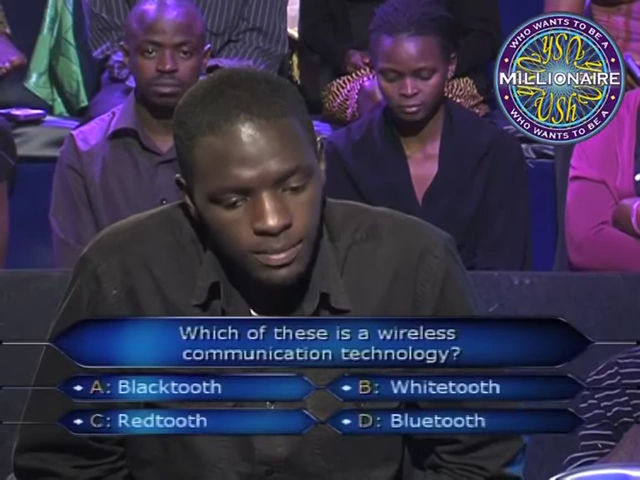 WHO WANTS TO BE A
MILLIONAIRE
WHO WANTS TO BE A
Which of these is a wireless
communication technology?
A: Blacktooth
B: Whitetooth
C: Redtooth
D: Bluetooth